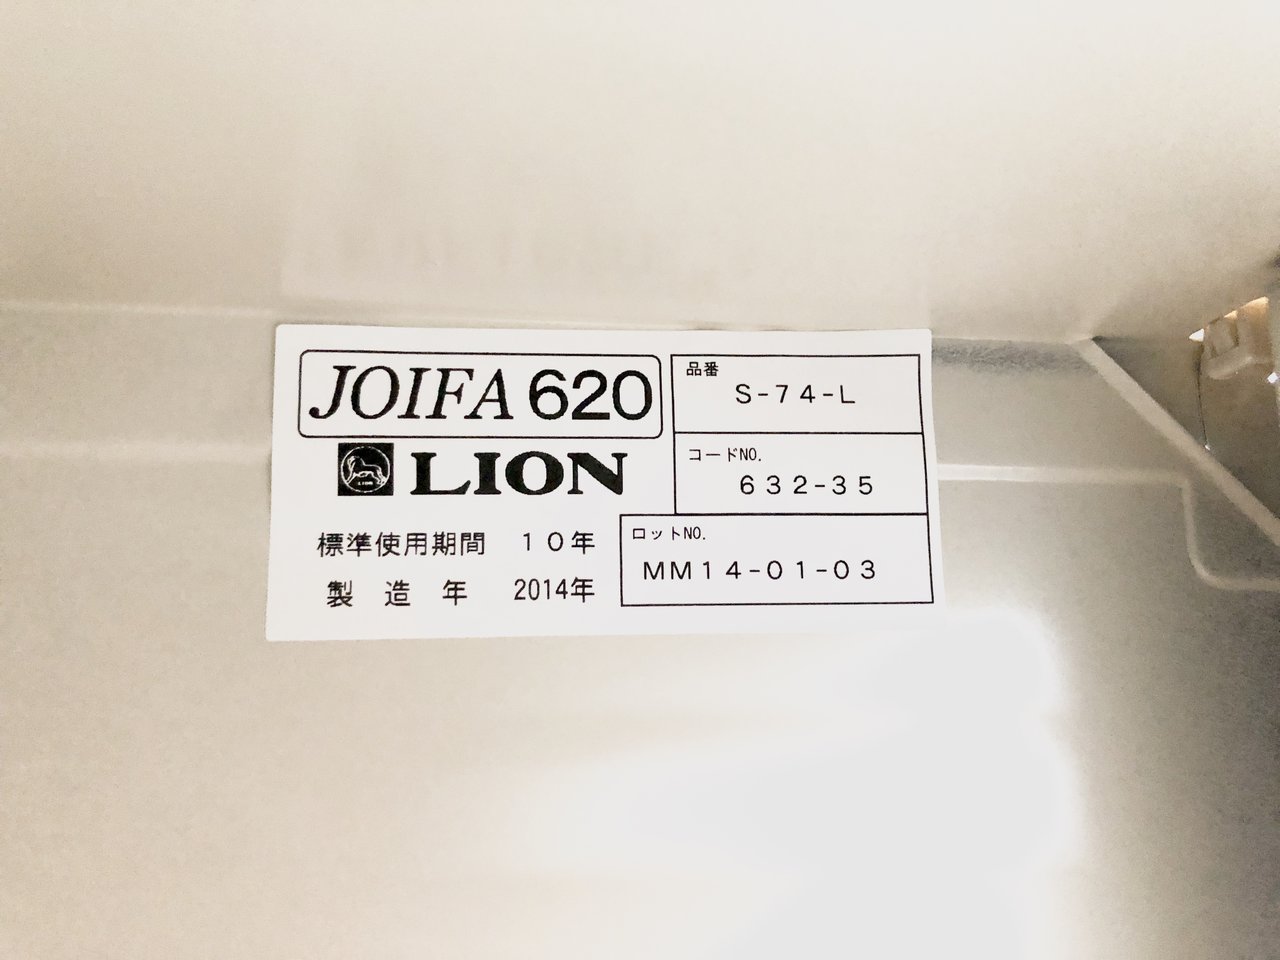 JOIFA 620
LION
LION
標準使用期間 10年
製造年 2014年
品番
S-74-L
コードNO.
632-35
ロットNO.
MM14-01-03